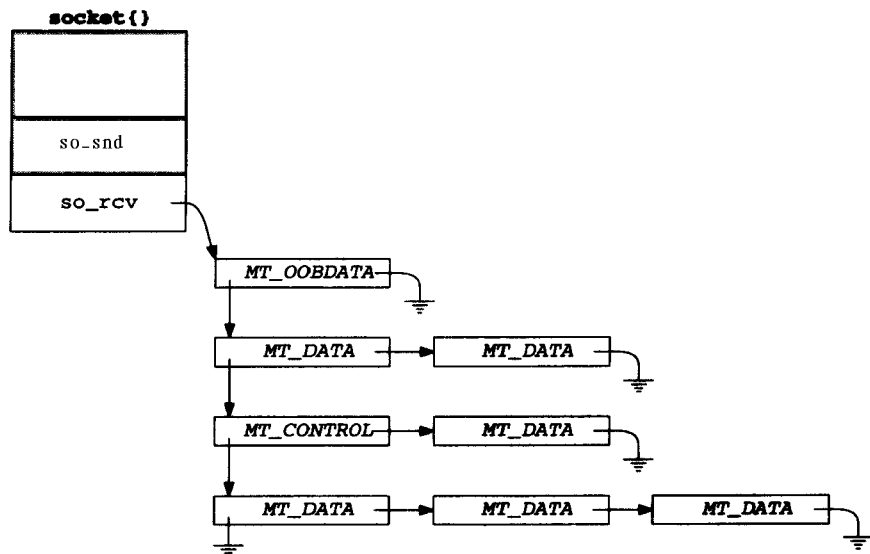 socket{}
so_snd
so_rcv
MT_OOBDATA
MT_DATA MT_DATA
MT_CONTROL MT_DATA
MT_DATA MT_DATA MT_DATA